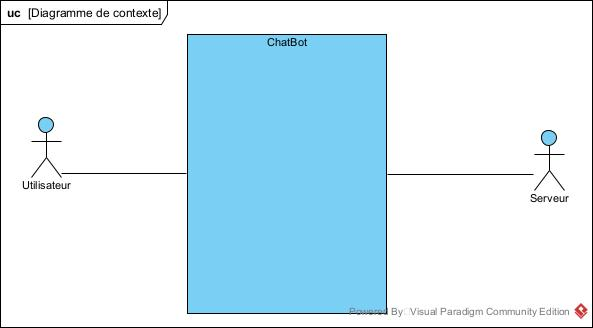 uc [Diagramme de contexte]
ChatBot
Utilisateur
Serveur
Powered By Visual Paradigm Community Edition